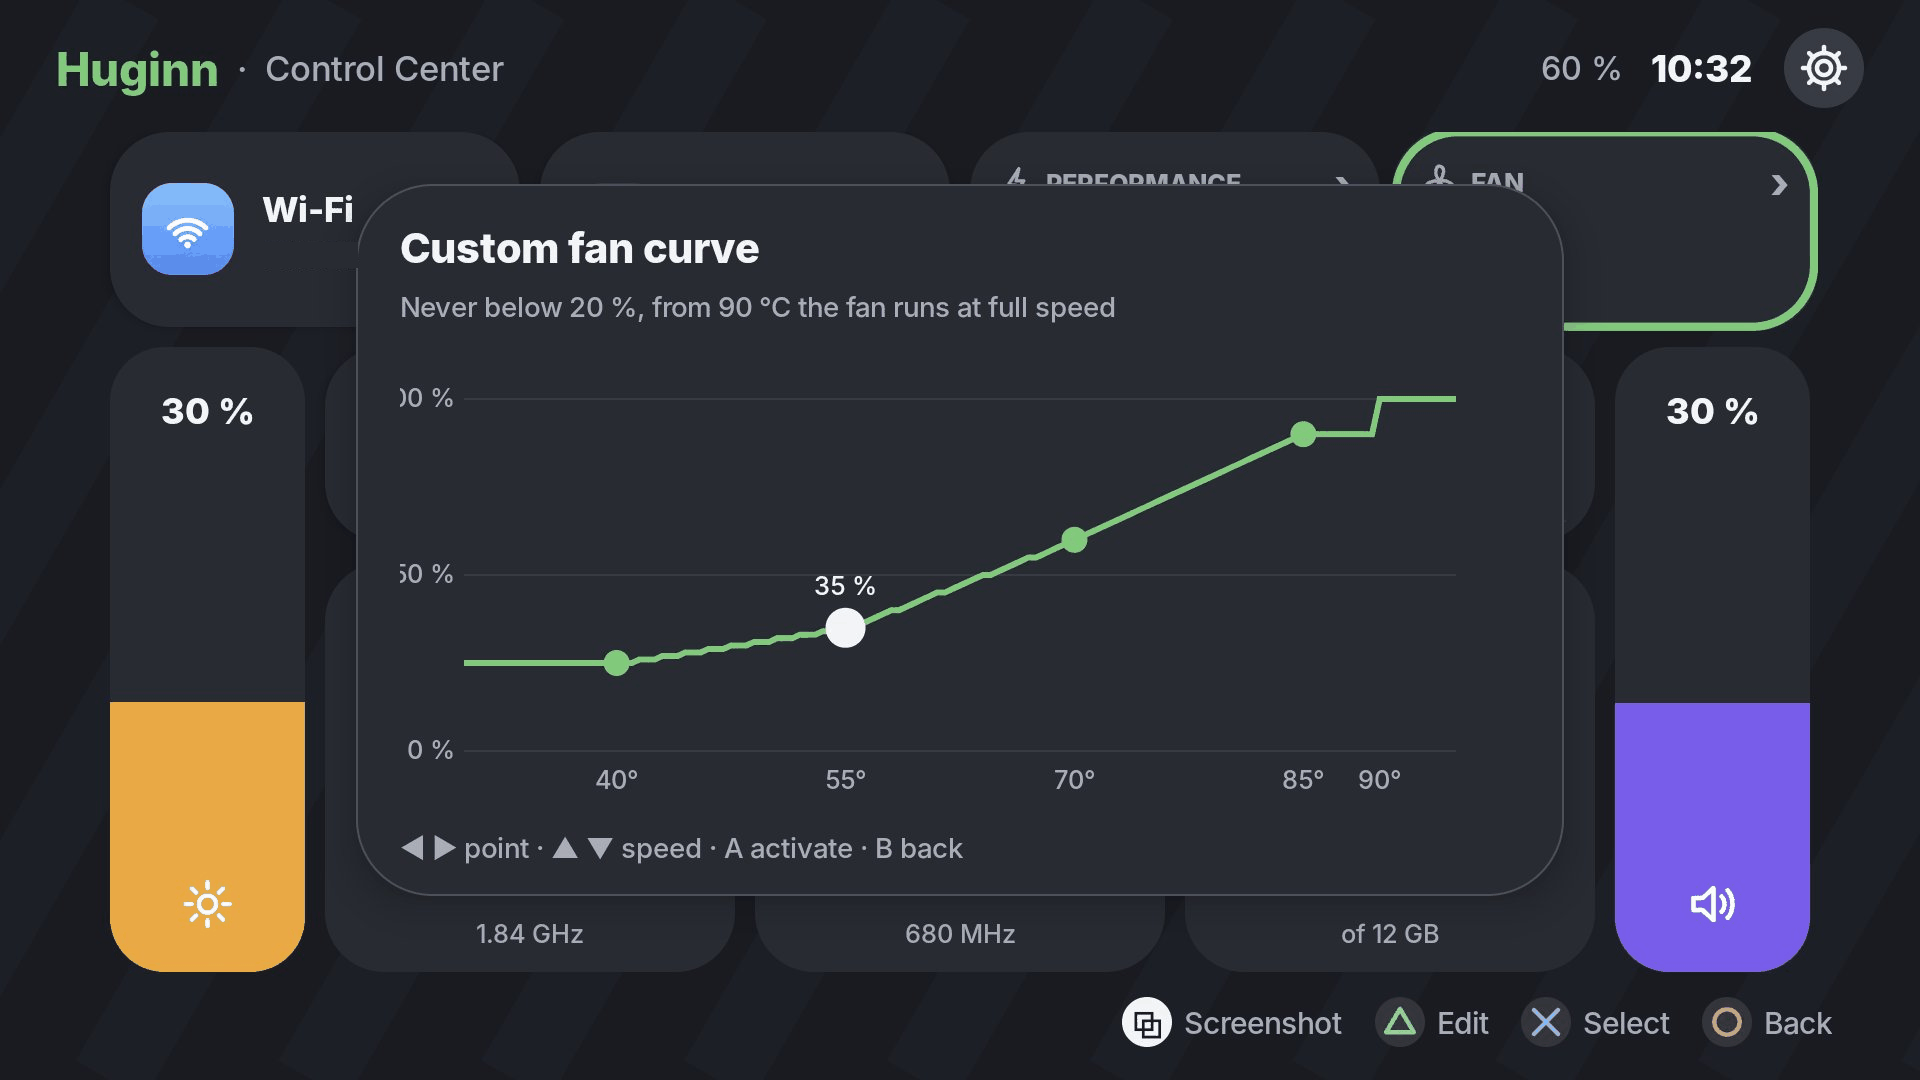 Huginn · Control Center
60 % 10:32
Wi-Fi
PERFORMANCE
FAN
Custom fan curve
Never below 20 %, from 90 °C the fan runs at full speed
30 %
30 %
00 %
50 %
35 %
0 %
40° 55° 70° 85° 90°
◀ ▶ point · ▲ ▼ speed · A activate · B back
1.84 GHz
680 MHz
of 12 GB
Screenshot Edit Select Back